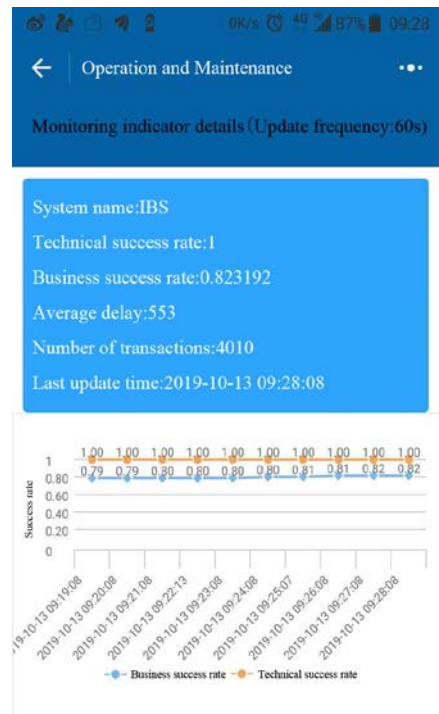 0K/s 4G 87% 09:28
Operation and Maintenance
Monitoring indicator details(Update frequency:60s)
System name:IBS
Technical success rate:1
Business success rate:0.823192
Average delay:553
Number of transactions:4010
Last update time:2019-10-13 09:28:08
Success rate
1
0.80
0.60
0.40
0.20
0
1.00 1.00 1.00 1.00 1.00 1.00 1.00 1.00 1.00 1.00
0.79 0.79 0.80 0.80 0.80 0.80 0.81 0.81 0.82 0.82
19-10-13 09:19:08
2019-10-13 09:20:08
2019-10-13 09:21:08
2019-10-13 09:22:13
2019-10-13 09:23:08
2019-10-13 09:24:08
2019-10-13 09:25:07
2019-10-13 09:26:08
2019-10-13 09:27:08
2019-10-13 09:28:08
Business success rate Technical success rate